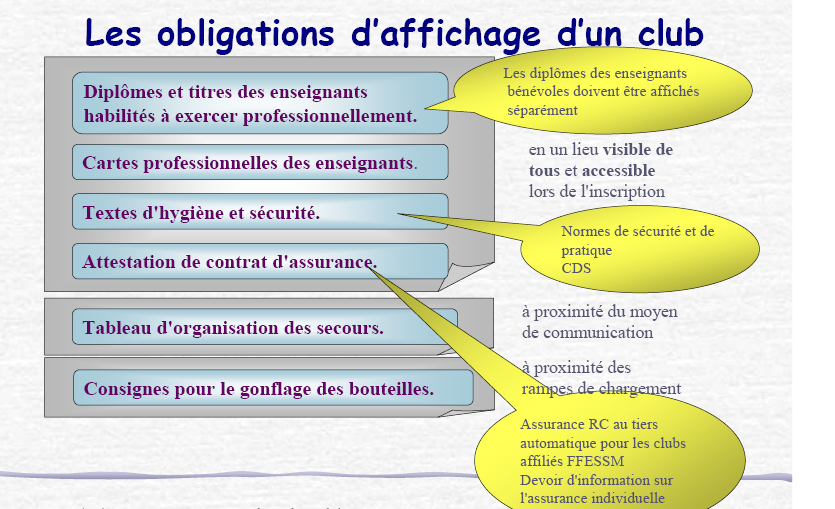 Les obligations d'affichage d'un club
Diplômes et titres des enseignants
habilités à exercer professionnellement.
Les diplômes des enseignants
bénévoles doivent être affichés
séparément
Cartes professionnelles des enseignants.
en un lieu visible de
tous et accessible
lors de l'inscription
Textes d'hygiène et sécurité.
Normes de sécurité et de
pratique
CDS
Attestation de contrat d'assurance.
Tableau d'organisation des secours.
à proximité du moyen
de communication
Consignes pour le gonflage des bouteilles.
à proximité des
rampes de chargement
Assurance RC au tiers
automatique pour les clubs
affiliés FFESSM
Devoir d'information sur
l'assurance individuelle